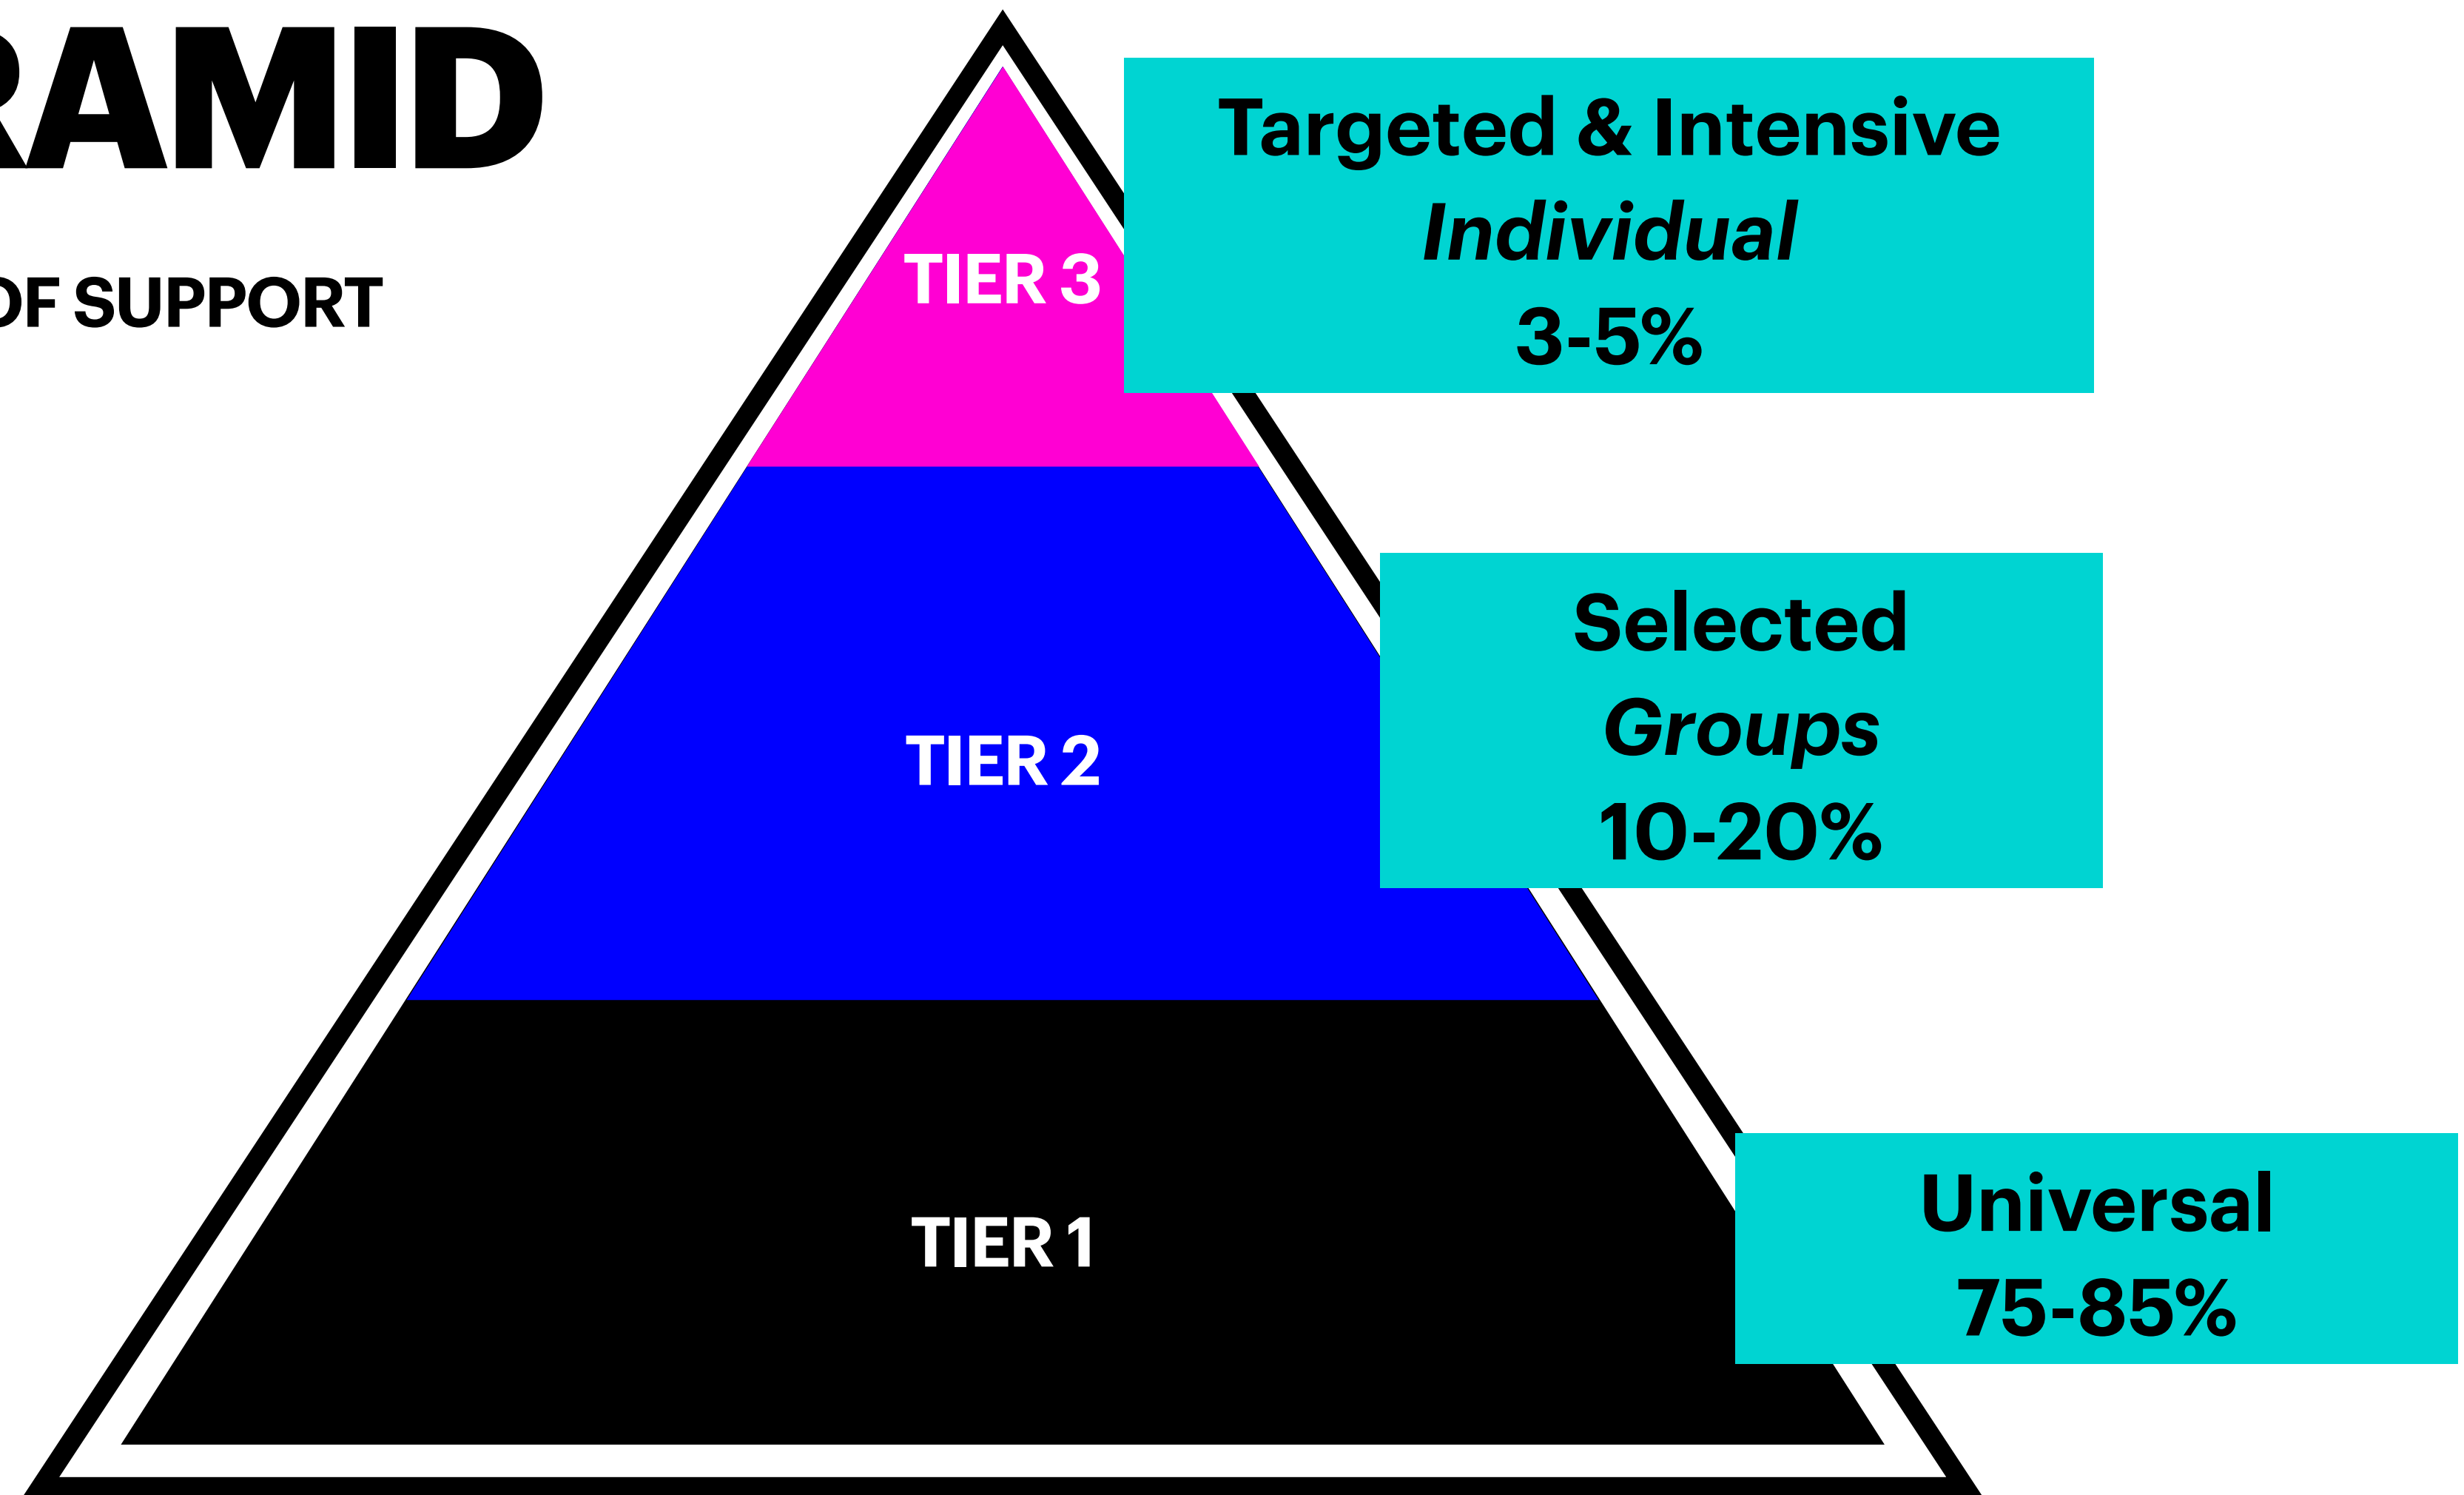 RAMID
OF SUPPORT
TIER 3
Targeted & Intensive
Individual
3-5%
TIER 2
Selected
Groups
10-20%
TIER 1
Universal
75-85%